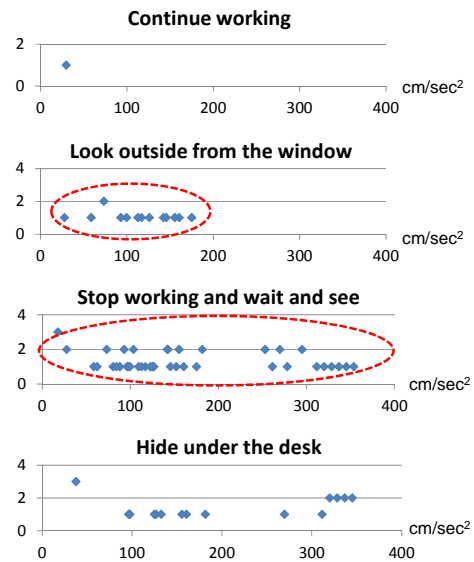 Continue working
2
0
0 100 200 300 400
cm/sec²
Look outside from the window
4
2
0
0 100 200 300 400
cm/sec²
Stop working and wait and see
4
2
0
0 100 200 300 400
cm/sec²
Hide under the desk
4
2
0
0 100 200 300 400
cm/sec²